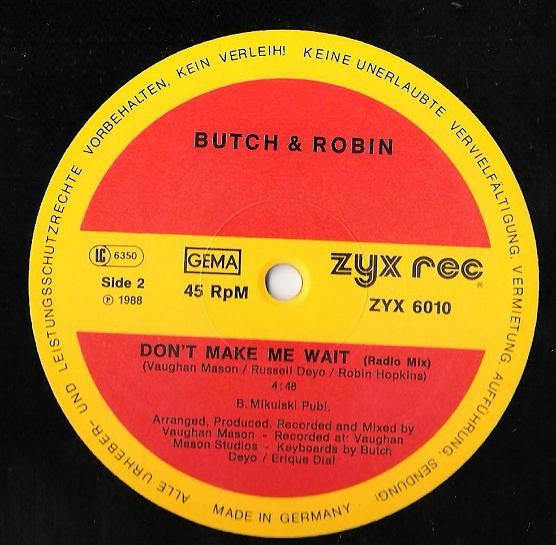 ALLE URHEBER- UND LEISTUNGSSCHUTZRECHTE VORBEHALTEN, KEIN VERLEIH! KEINE UNERLAUBTE VERVIELFÄLTIGUNG, VERMIETUNG, AUFFÜHRUNG, SENDUNG!
BUTCH & ROBIN
LC 6350
GEMA
zyx rec ®
Side 2
45 RpM
ZYX 6010
℗ 1988
DON'T MAKE ME WAIT (Radio Mix)
(Vaughan Mason / Russell Deyo / Robin Hopkins)
4:48
B. Mikulski Publ.
Arranged, Produced, Recorded and Mixed by
Vaughan Mason - Recorded at: Vaughan
Mason Studios - Keyboards by Butch
Deyo / Erique Dial
MADE IN GERMANY